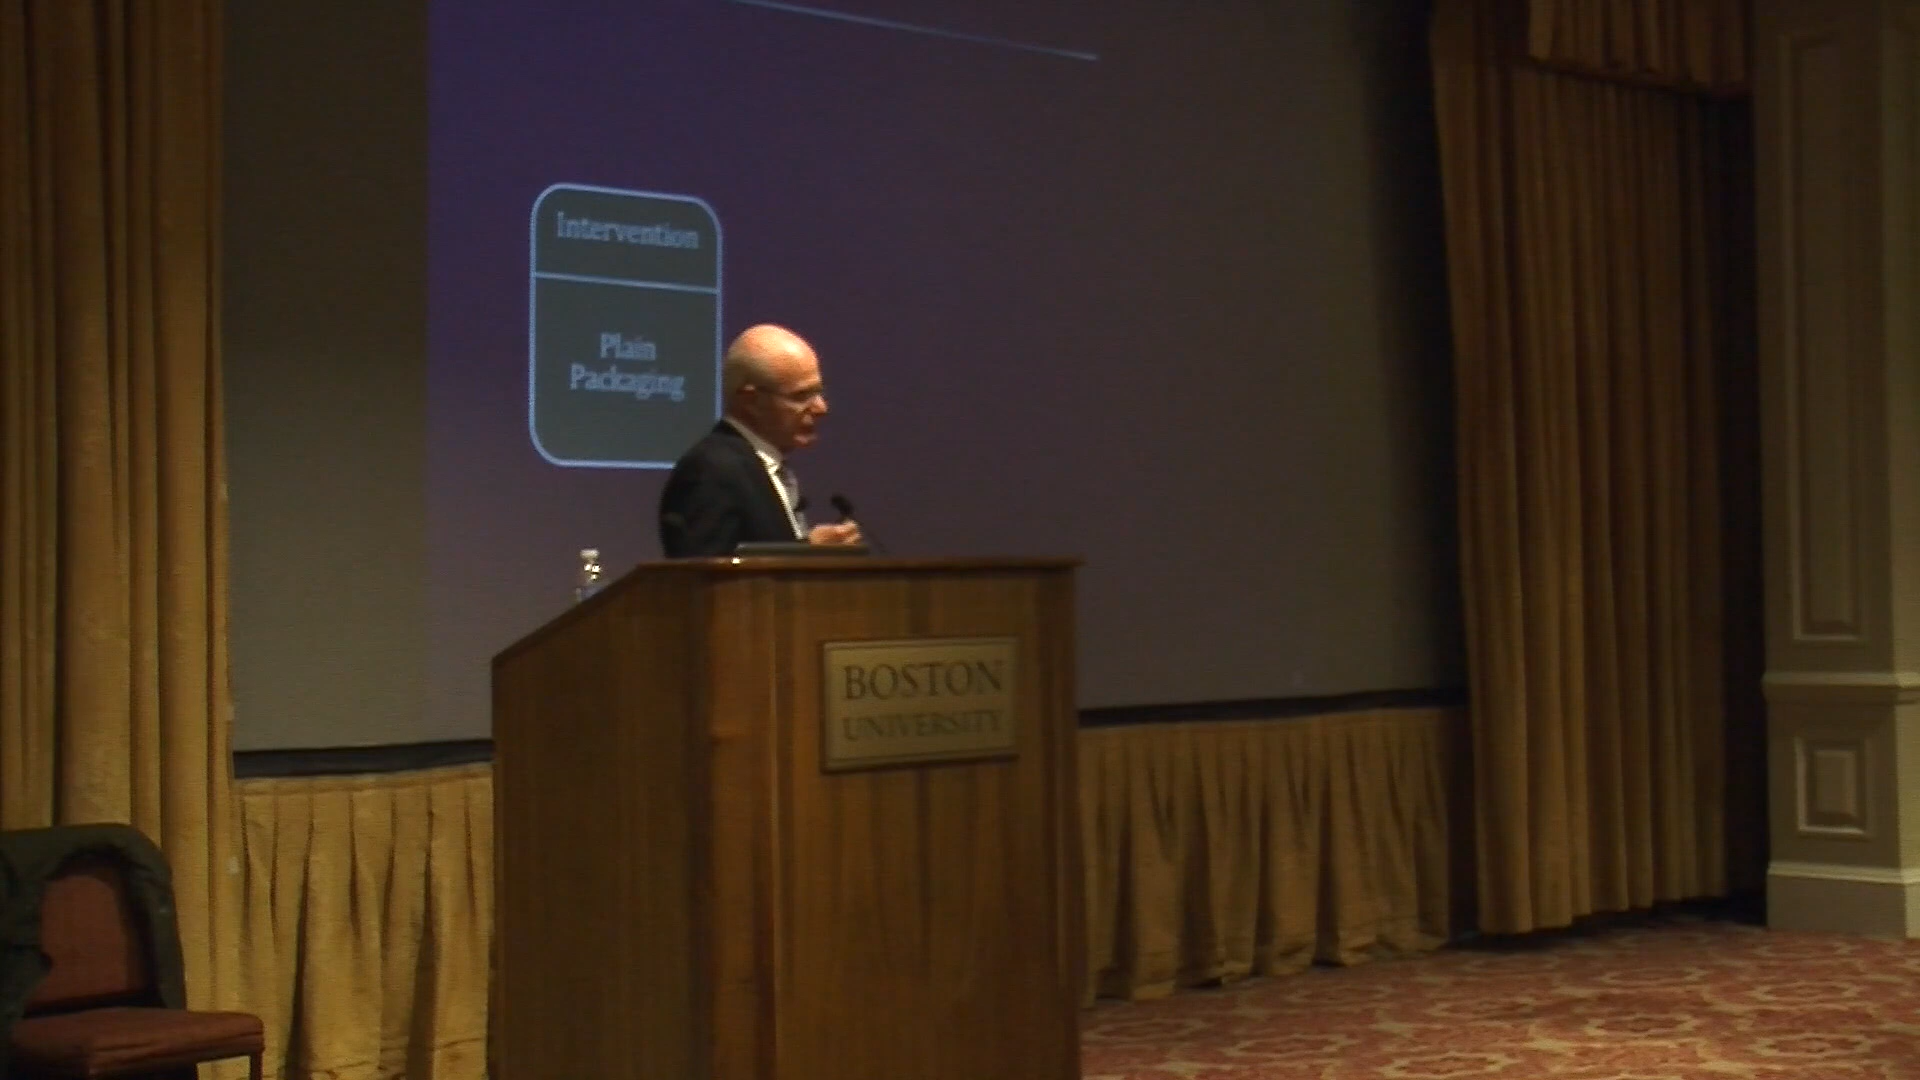 Intervention
Plain
Packaging
BOSTON
UNIVERSITY